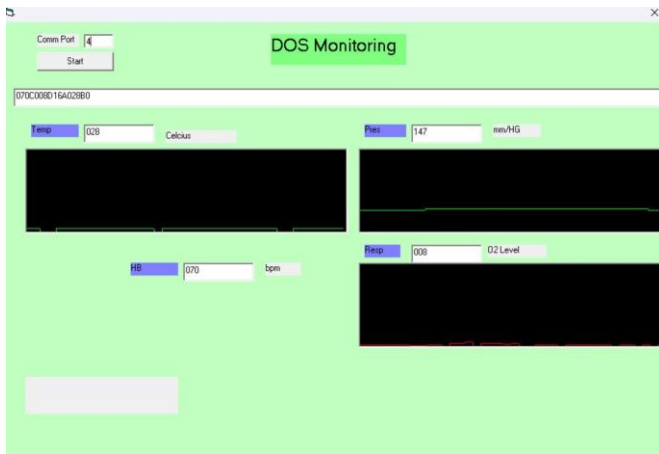 Comm Port 4
DOS Monitoring
Start
070C008D16A028B0
Temp 028 Celcius
Pres 147 mm/HG
HB 070 bpm
Resp 008 O2 Level